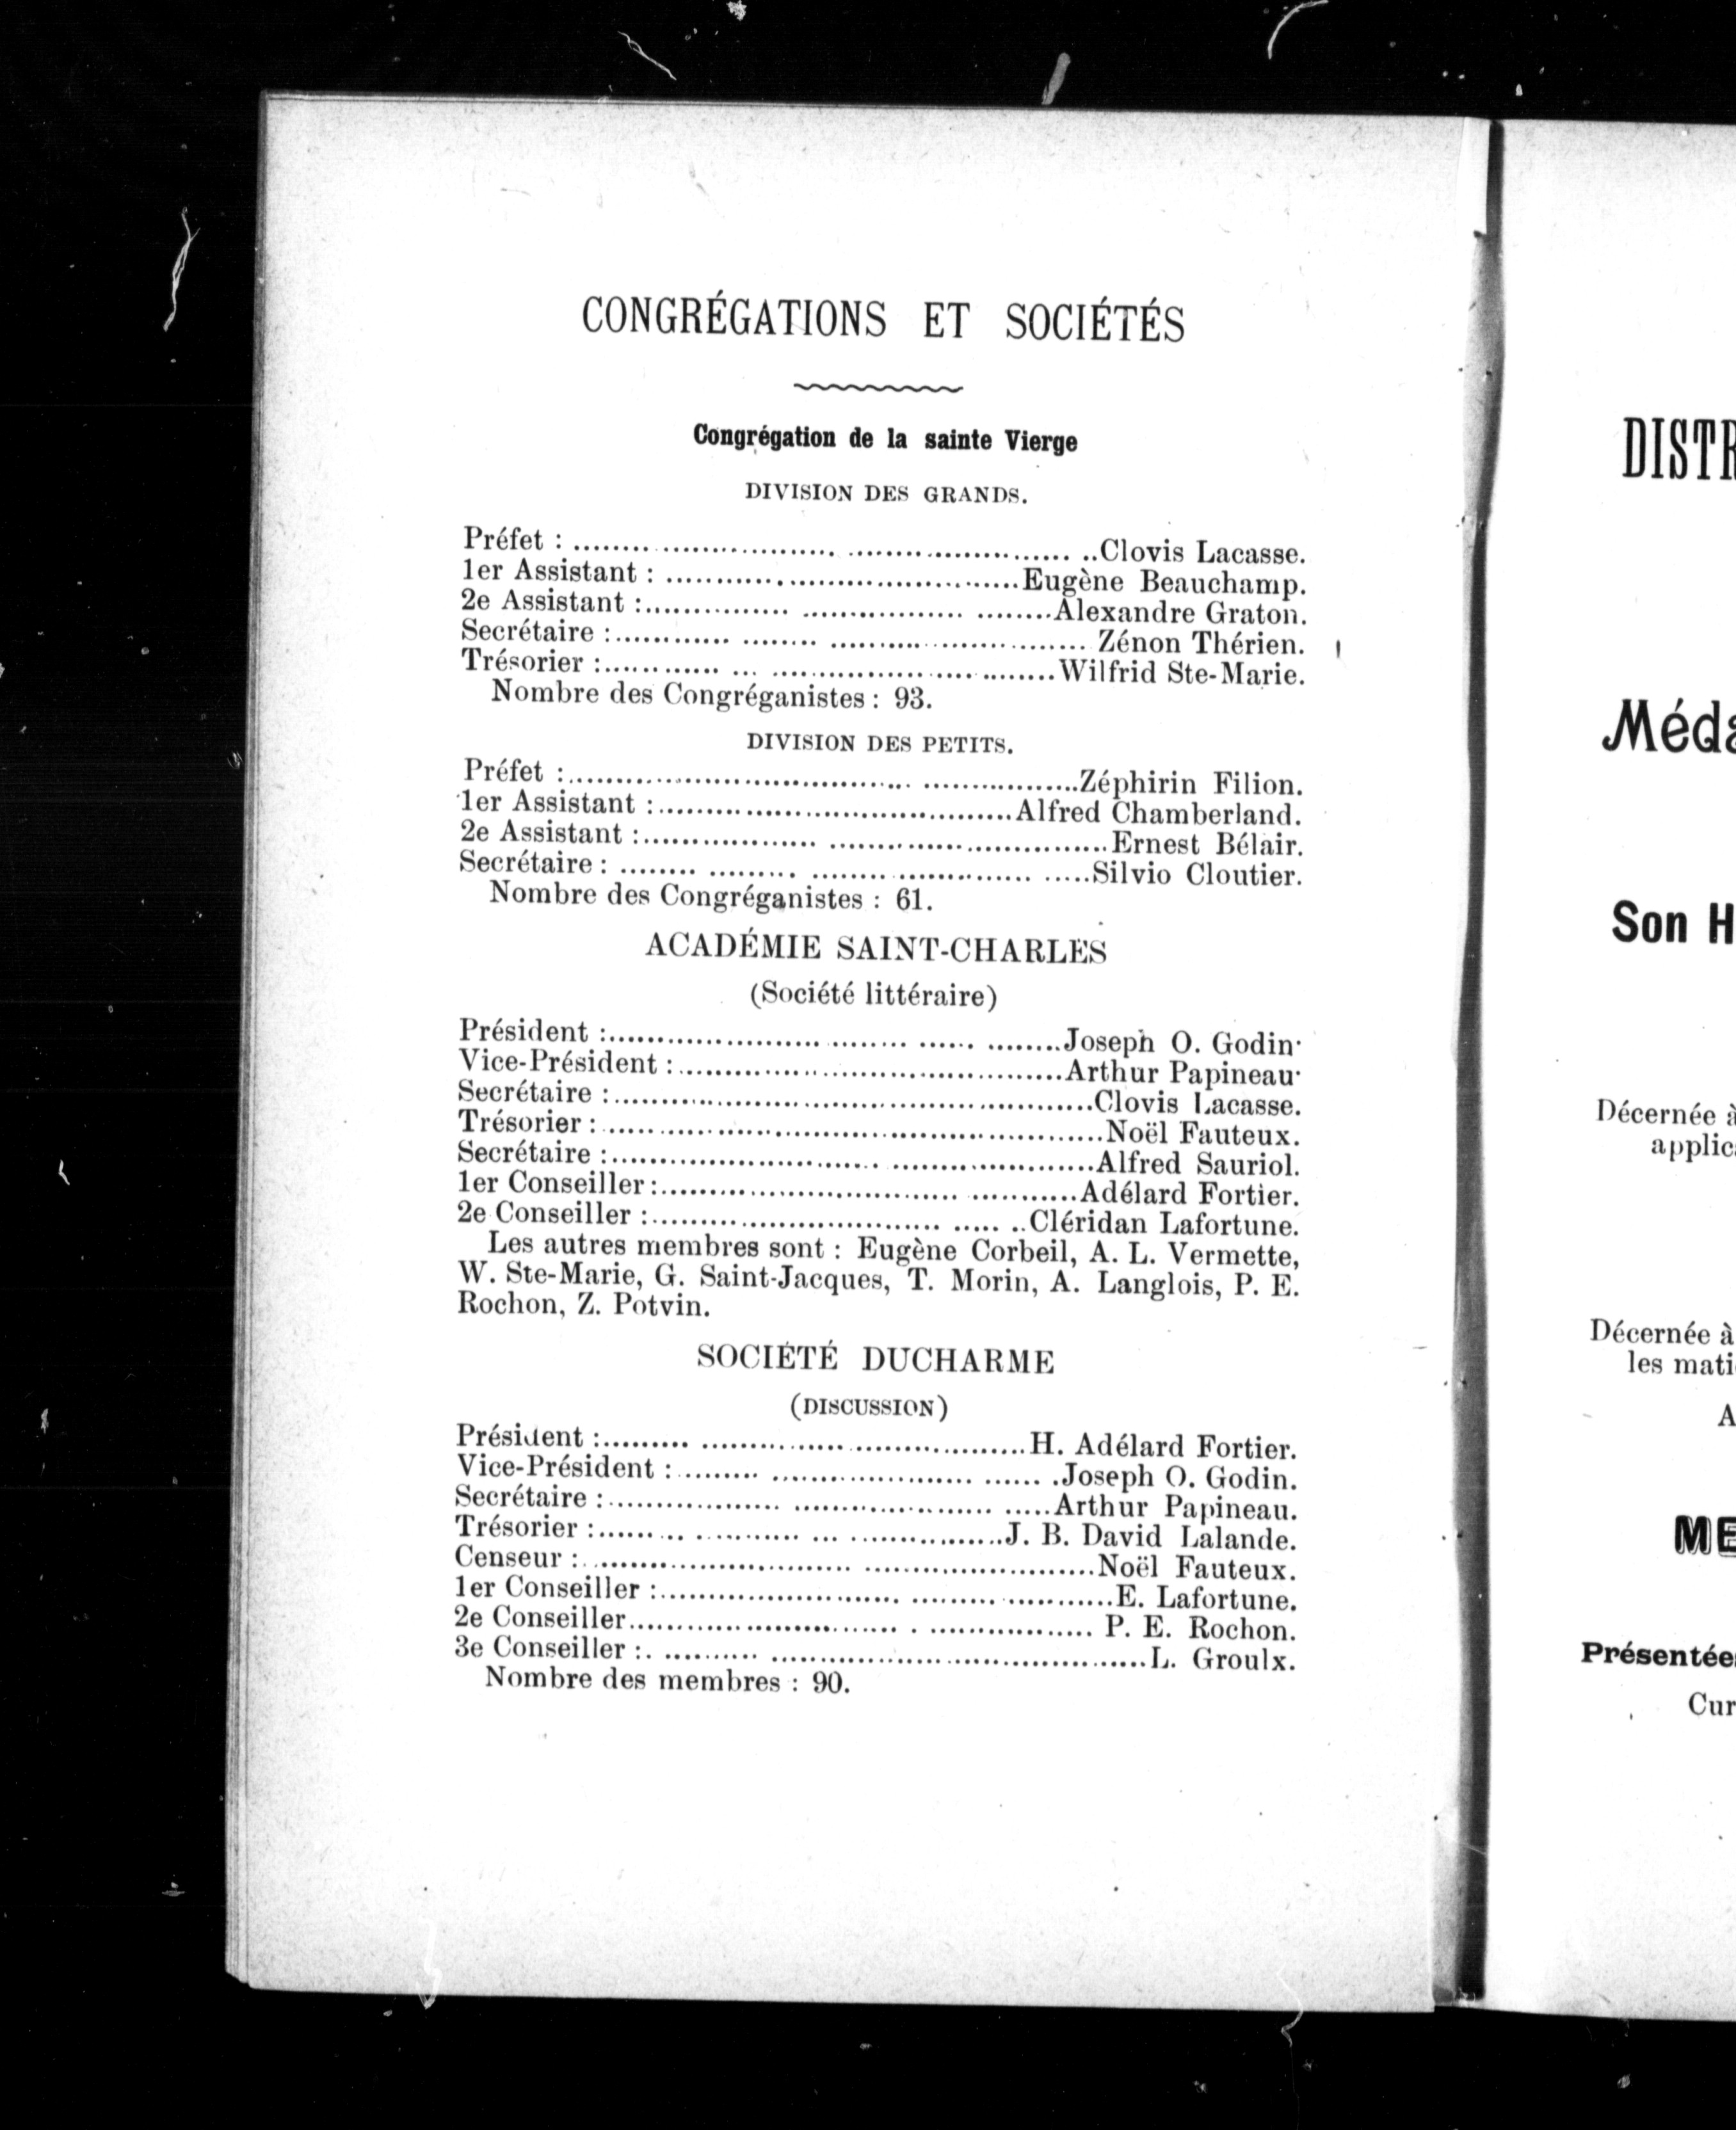 CONGRÉGATIONS ET SOCIÉTÉS
Congrégation de la sainte Vierge
DIVISION DES GRANDS.
Préfet : ........ Clovis Lacasse.
1er Assistant : ........ Eugène Beauchamp.
2e Assistant : ........ Alexandre Graton.
Secrétaire : ........ Zénon Thérien.
Trésorier : ........ Wilfrid Ste-Marie.
Nombre des Congréganistes : 93.
DIVISION DES PETITS.
Préfet : ........ Zéphirin Filion.
1er Assistant : ........ Alfred Chamberland.
2e Assistant : ........ Ernest Bélair.
Secrétaire : ........ Silvio Cloutier.
Nombre des Congréganistes : 61.
ACADÉMIE SAINT-CHARLES
(Société littéraire)
Président : ........ Joseph O. Godin.
Vice-Président : ........ Arthur Papineau.
Secrétaire : ........ Clovis Lacasse.
Trésorier : ........ Noël Fauteux.
Secrétaire : ........ Alfred Sauriol.
1er Conseiller : ........ Adélard Fortier.
2e Conseiller : ........ Cléridan Lafortune.
Les autres membres sont : Eugène Corbeil, A. L. Vermette,
W. Ste-Marie, G. Saint-Jacques, T. Morin, A. Langlois, P. E.
Rochon, Z. Potvin.
SOCIÉTÉ DUCHARME
(DISCUSSION)
Président : ........ H. Adélard Fortier.
Vice-Président : ........ Joseph O. Godin.
Secrétaire : ........ Arthur Papineau.
Trésorier : ........ J. B. David Lalande.
Censeur : ........ Noël Fauteux.
1er Conseiller : ........ E. Lafortune.
2e Conseiller ........ P. E. Rochon.
3e Conseiller : ........ L. Groulx.
Nombre des membres : 90.
DISTR
Méda
Son H
Décernée à
applic
Décernée à
les mati
A
ME
Présentée
Cur